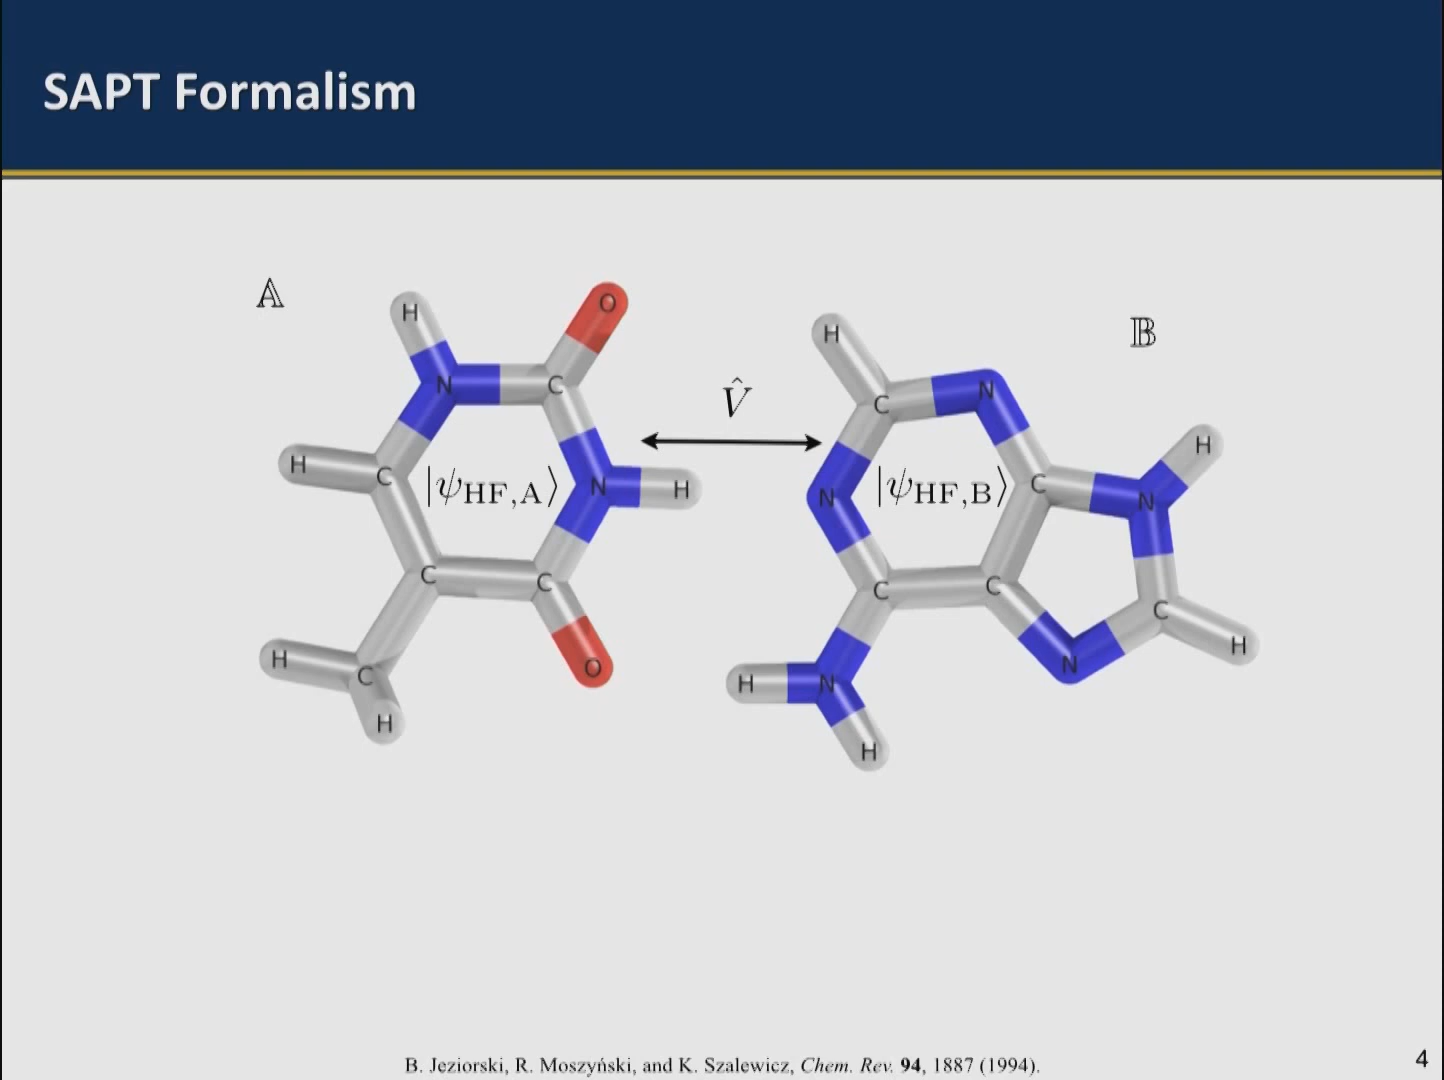 SAPT Formalism
𝔸
𝔹
H
O
H
N
C
V̂
C
N
H
H
C
|ψHF,A⟩
N
H
N
|ψHF,B⟩
C
N
C
C
C
C
C
H
O
N
H
H
C
H
N
H
N
H
B. Jeziorski, R. Moszyński, and K. Szalewicz, Chem. Rev. 94, 1887 (1994).
4